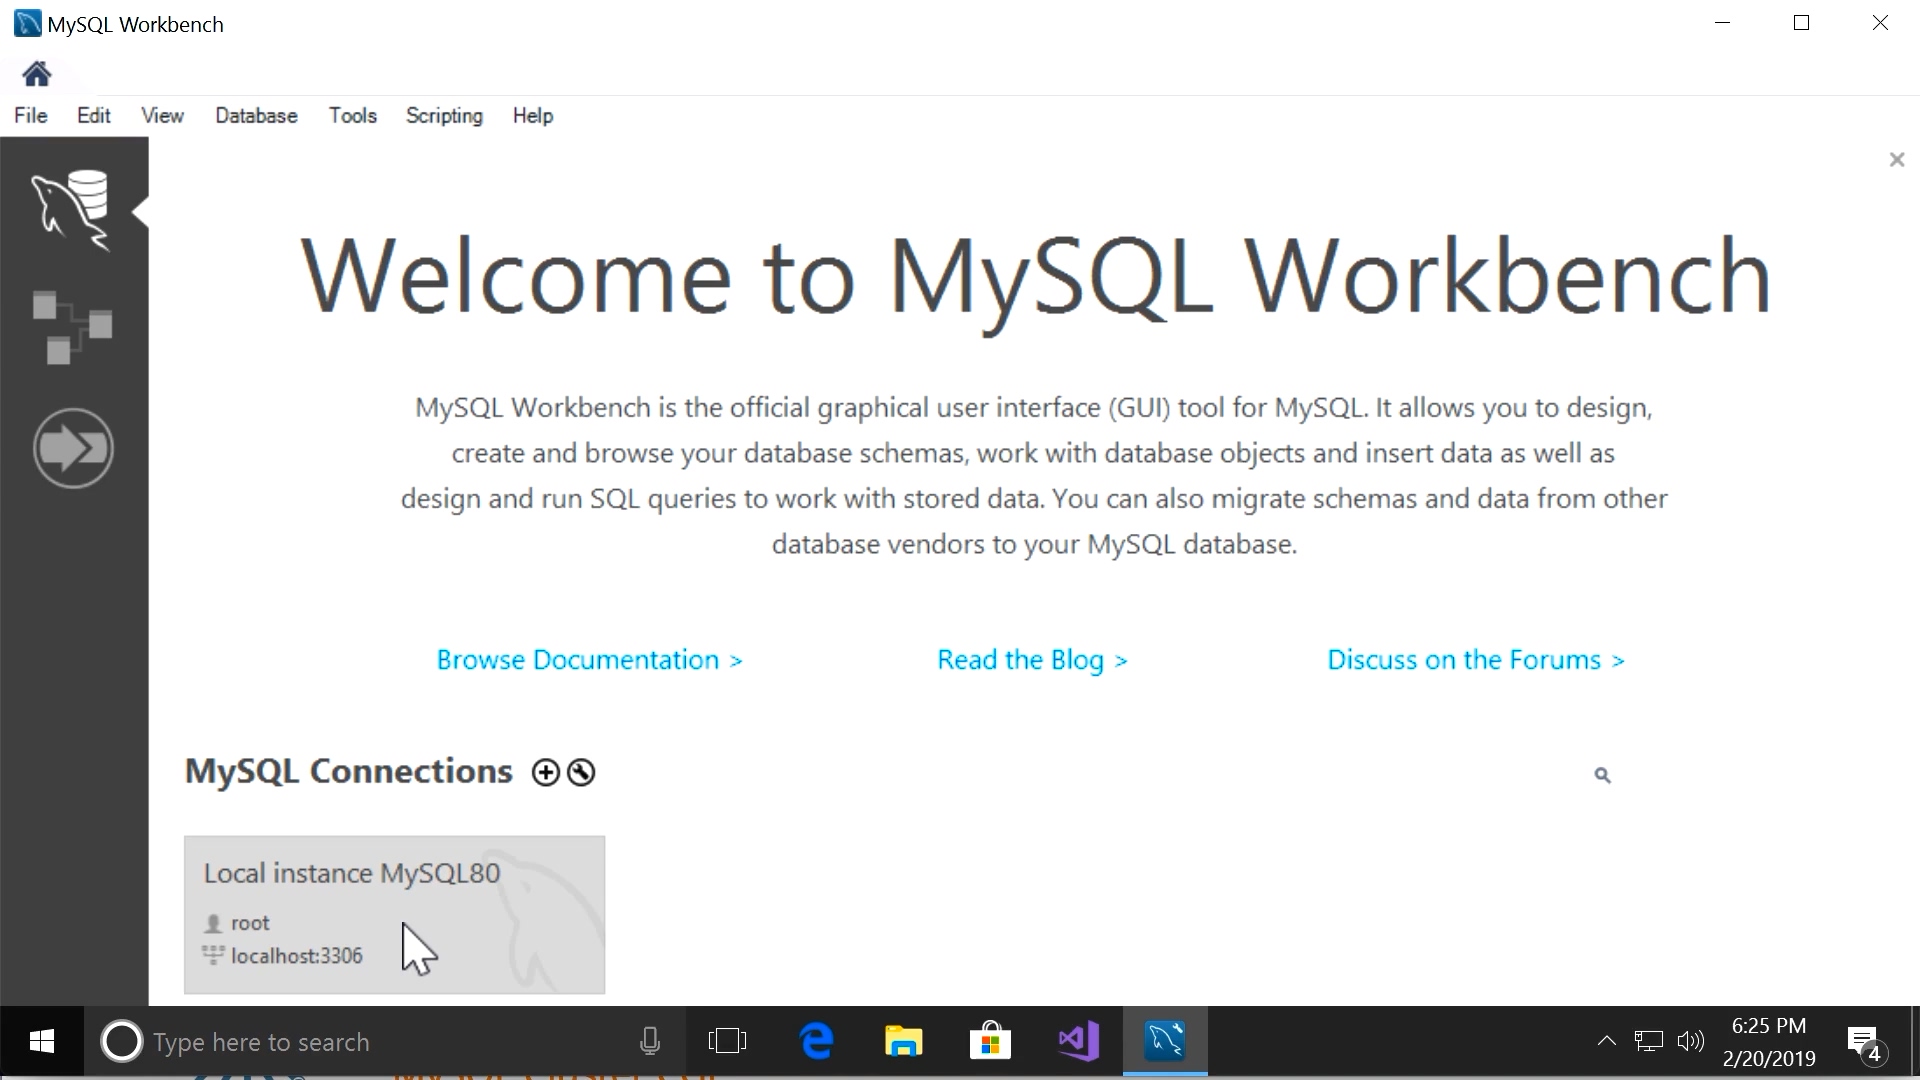 MySQL Workbench
File Edit View Database Tools Scripting Help
Welcome to MySQL Workbench
MySQL Workbench is the official graphical user interface (GUI) tool for MySQL. It allows you to design,
create and browse your database schemas, work with database objects and insert data as well as
design and run SQL queries to work with stored data. You can also migrate schemas and data from other
database vendors to your MySQL database.
Browse Documentation > Read the Blog > Discuss on the Forums >
MySQL Connections
Local instance MySQL80
root
localhost:3306
Type here to search
6:25 PM
2/20/2019
4